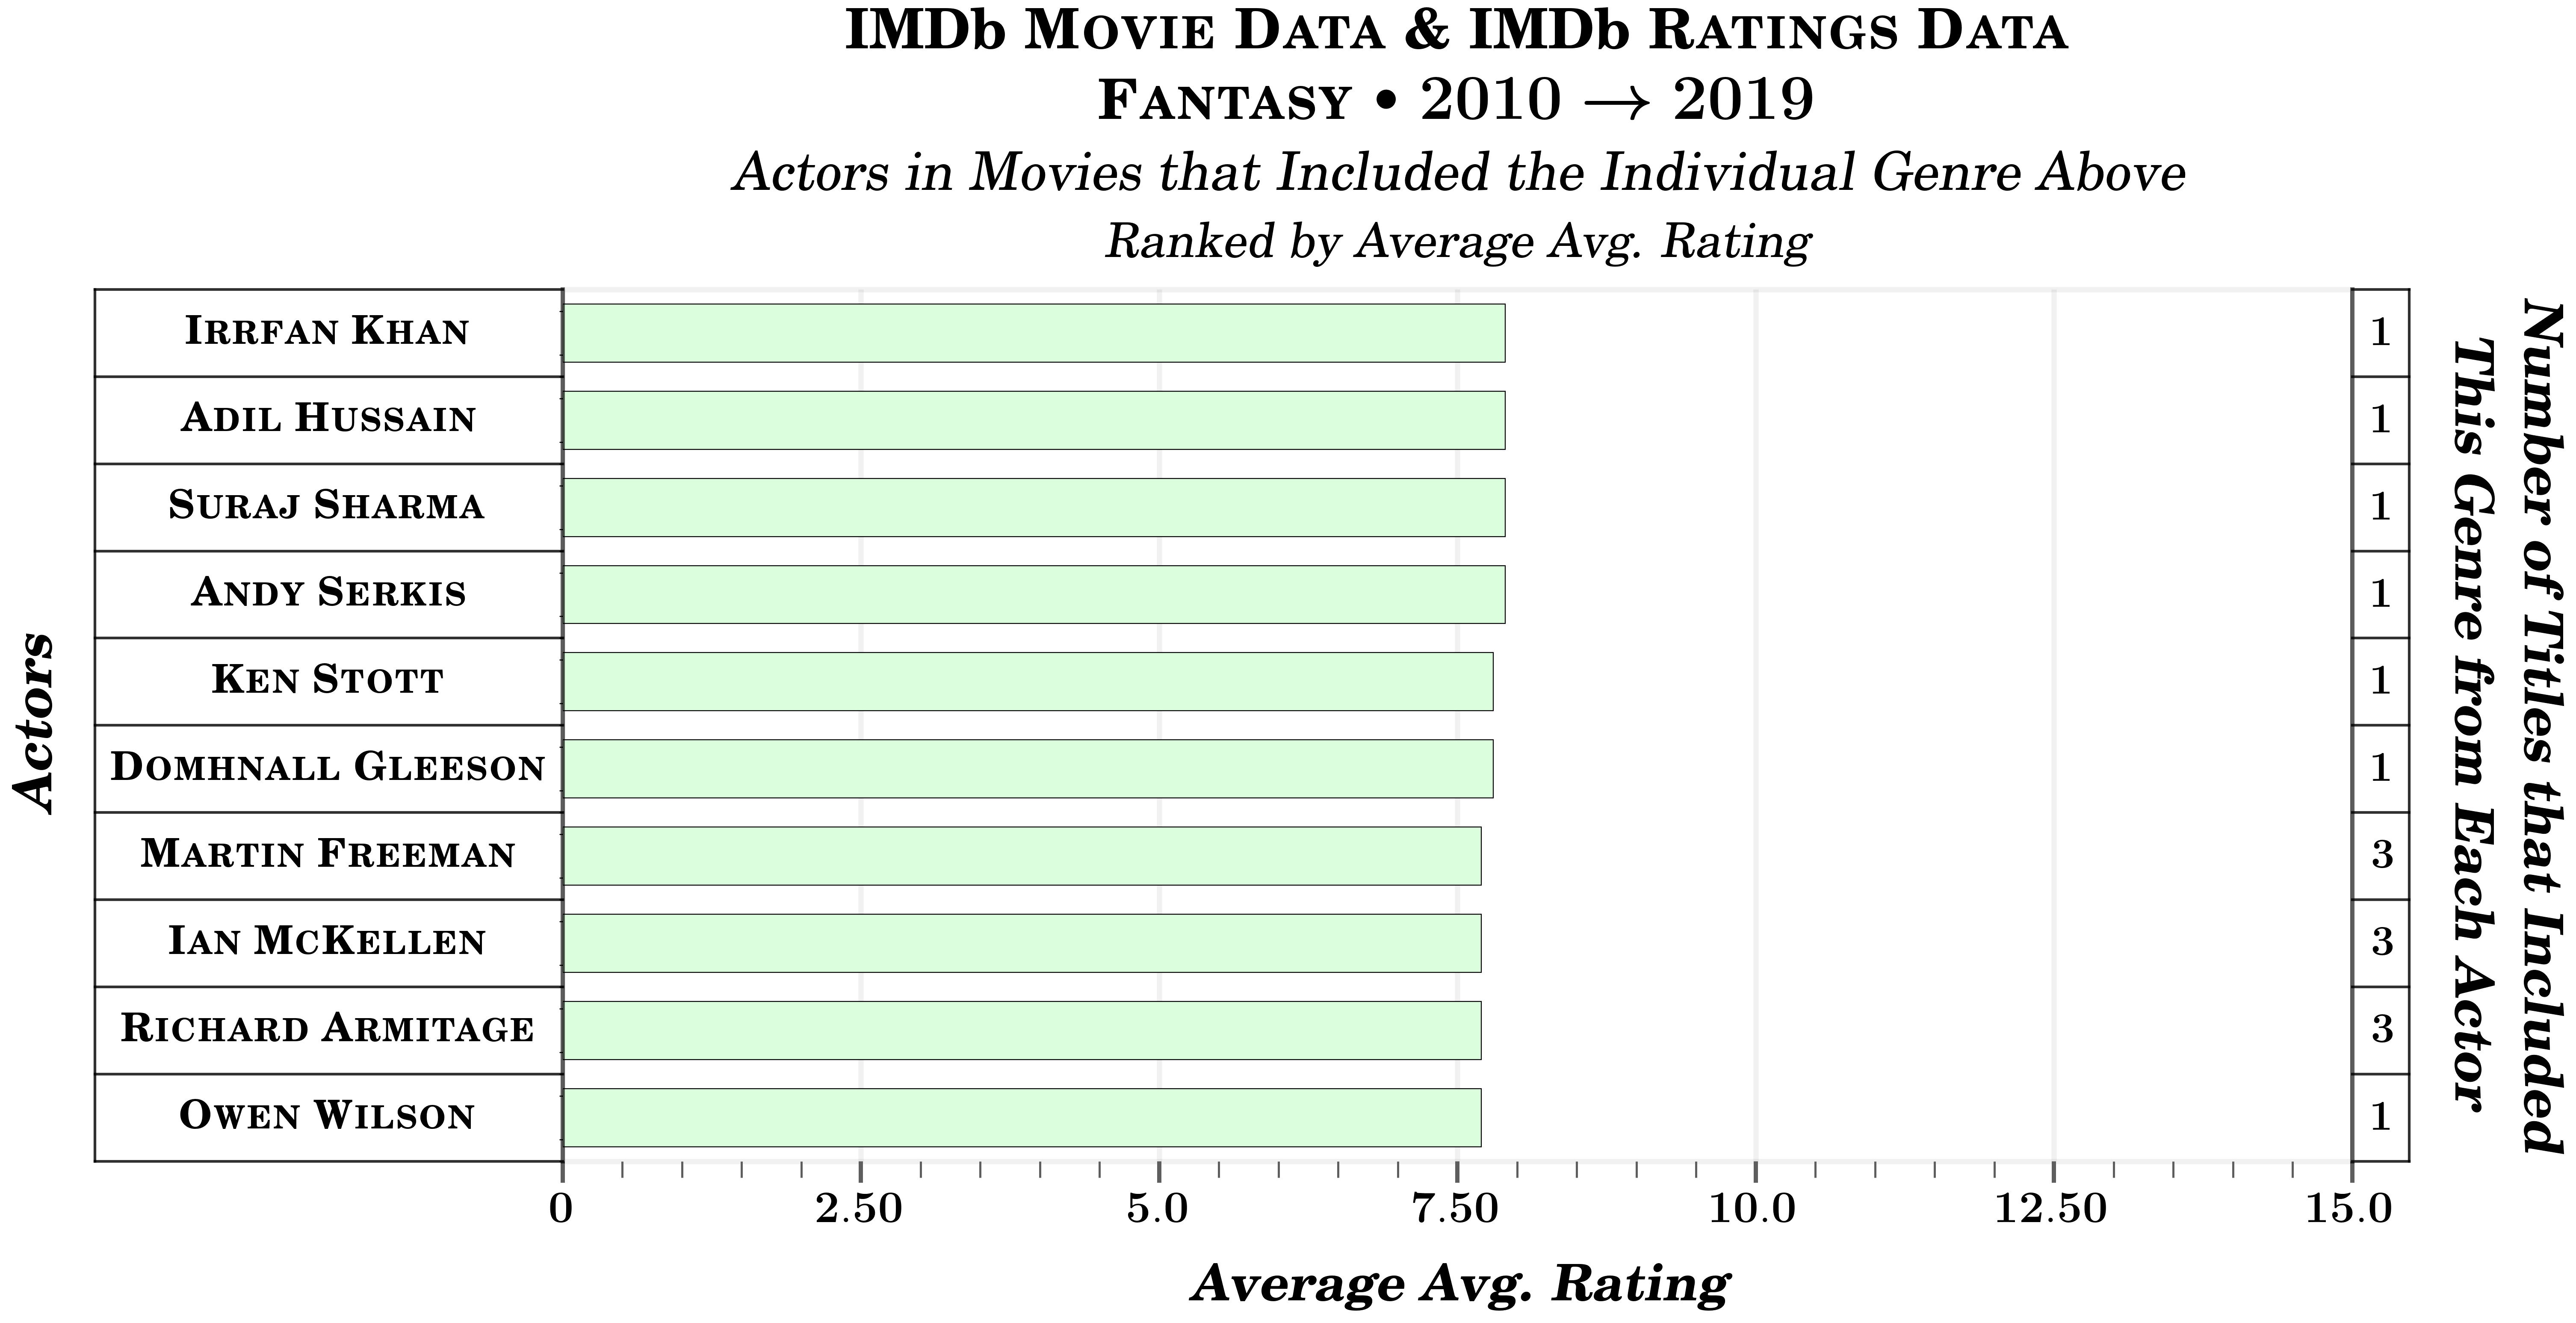 IMDb Movie Data & IMDb Ratings Data
Fantasy • 2010 → 2019
Actors in Movies that Included the Individual Genre Above
Ranked by Average Avg. Rating
Actors
Irrfan Khan 1
Adil Hussain 1
Suraj Sharma 1
Andy Serkis 1
Ken Stott 1
Domhnall Gleeson 1
Martin Freeman 3
Ian McKellen 3
Richard Armitage 3
Owen Wilson 1
0 2.50 5.0 7.50 10.0 12.50 15.0
Average Avg. Rating
Number of Titles that Included
This Genre from Each Actor